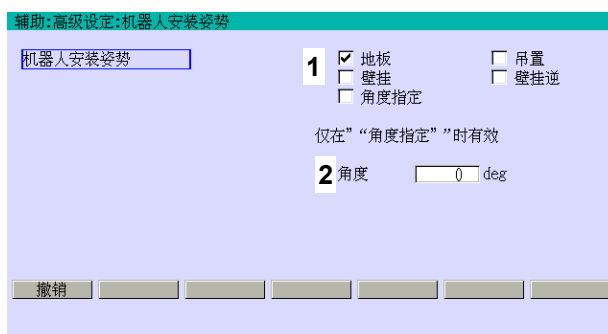 辅助:高级设定:机器人安装姿势
机器人安装姿势
1 地板 吊置
壁挂 壁挂逆
角度指定
仅在”“角度指定””时有效
2 角度 0 deg
撤销